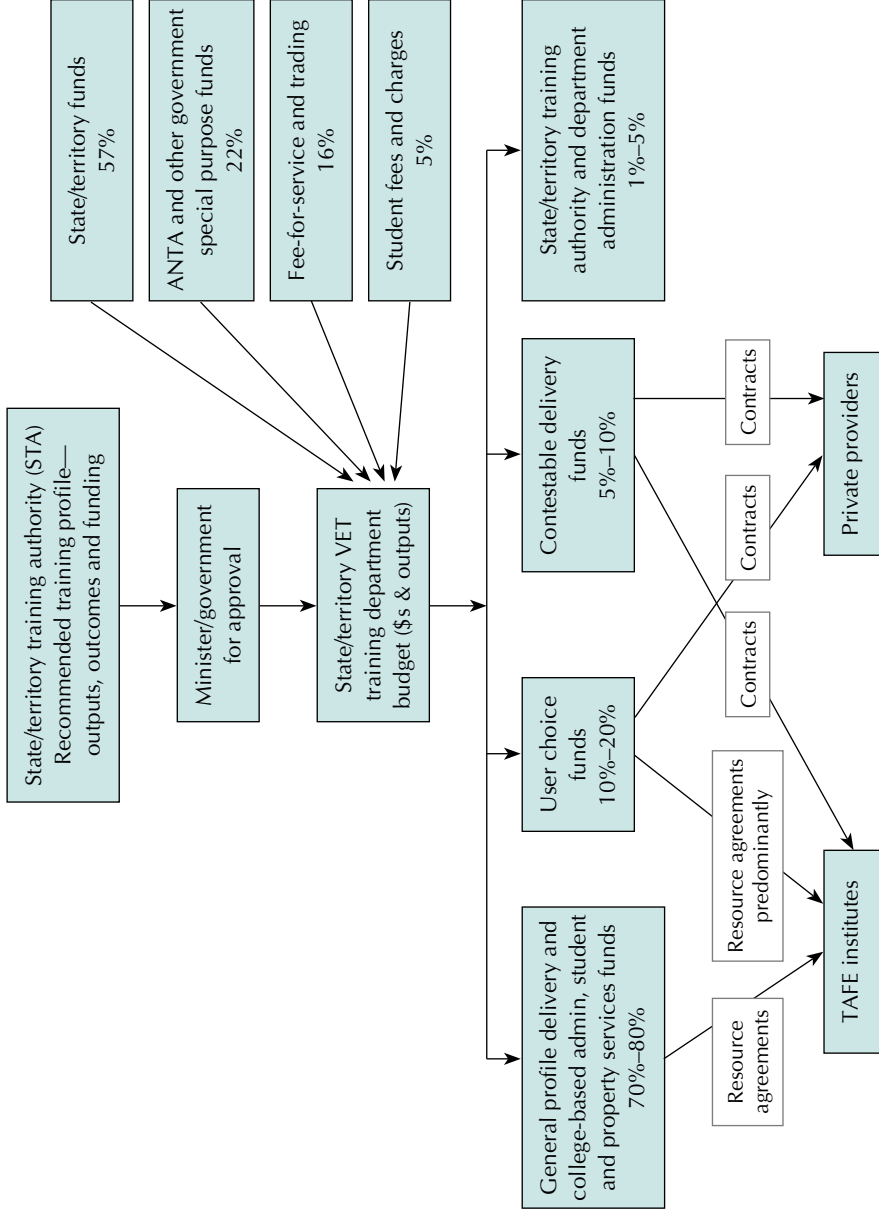 State/territory training authority (STA)
Recommended training profile—
outputs, outcomes and funding
Minister/government
for approval
State/territory VET
training department
budget ($s & outputs)
State/territory funds
57%
ANTA and other government
special purpose funds
22%
Fee-for-service and trading
16%
Student fees and charges
5%
General profile delivery and
college-based admin, student
and property services funds
70%–80%
User choice
funds
10%–20%
Contestable delivery
funds
5%–10%
State/territory training
authority and department
administration funds
1%–5%
Resource
agreements
Resource agreements
predominantly
Contracts
Contracts
Contracts
TAFE institutes
Private providers